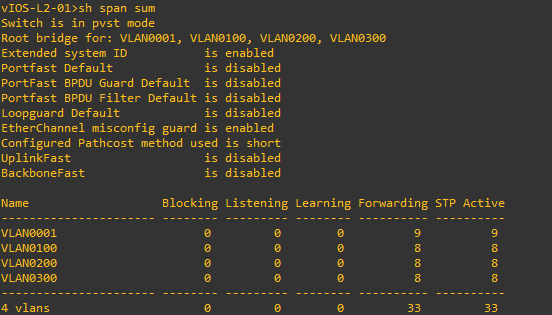 vIOS-L2-01>sh span sum
Switch is in pvst mode
Root bridge for: VLAN0001, VLAN0100, VLAN0200, VLAN0300
Extended system ID           is enabled
Portfast Default             is disabled
PortFast BPDU Guard Default  is disabled
Portfast BPDU Filter Default is disabled
Loopguard Default            is disabled
EtherChannel misconfig guard is enabled
Configured Pathcost method used is short
UplinkFast                   is disabled
BackboneFast                 is disabled
Name                   Blocking Listening Learning Forwarding STP Active
---------------------- -------- --------- -------- ---------- ----------
VLAN0001                     0         0        0          9          9
VLAN0100                     0         0        0          8          8
VLAN0200                     0         0        0          8          8
VLAN0300                     0         0        0          8          8
---------------------- -------- --------- -------- ---------- ----------
4 vlans                      0         0        0         33         33